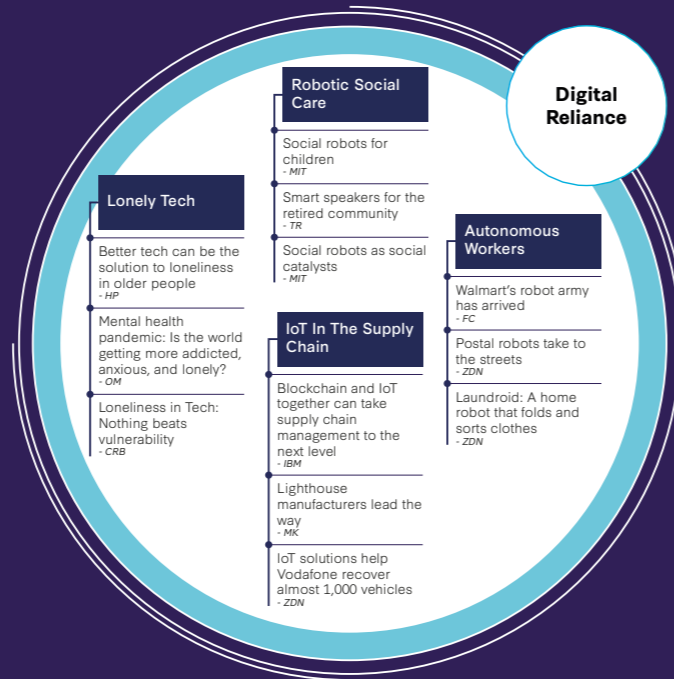 Digital
Reliance
Robotic Social
Care
Social robots for
children
- MIT
Smart speakers for the
retired community
- TR
Social robots as social
catalysts
- MIT
Lonely Tech
Better tech can be the
solution to loneliness
in older people
- HP
Mental health
pandemic: Is the world
getting more addicted,
anxious, and lonely?
- OM
Loneliness in Tech:
Nothing beats
vulnerability
- CRB
Autonomous
Workers
Walmart's robot army
has arrived
- FC
Postal robots take to
the streets
- ZDN
Laundroid: A home
robot that folds and
sorts clothes
- ZDN
IoT In The Supply
Chain
Blockchain and IoT
together can take
supply chain
management to the
next level
- IBM
Lighthouse
manufacturers lead the
way
- MK
IoT solutions help
Vodafone recover
almost 1,000 vehicles
- ZDN